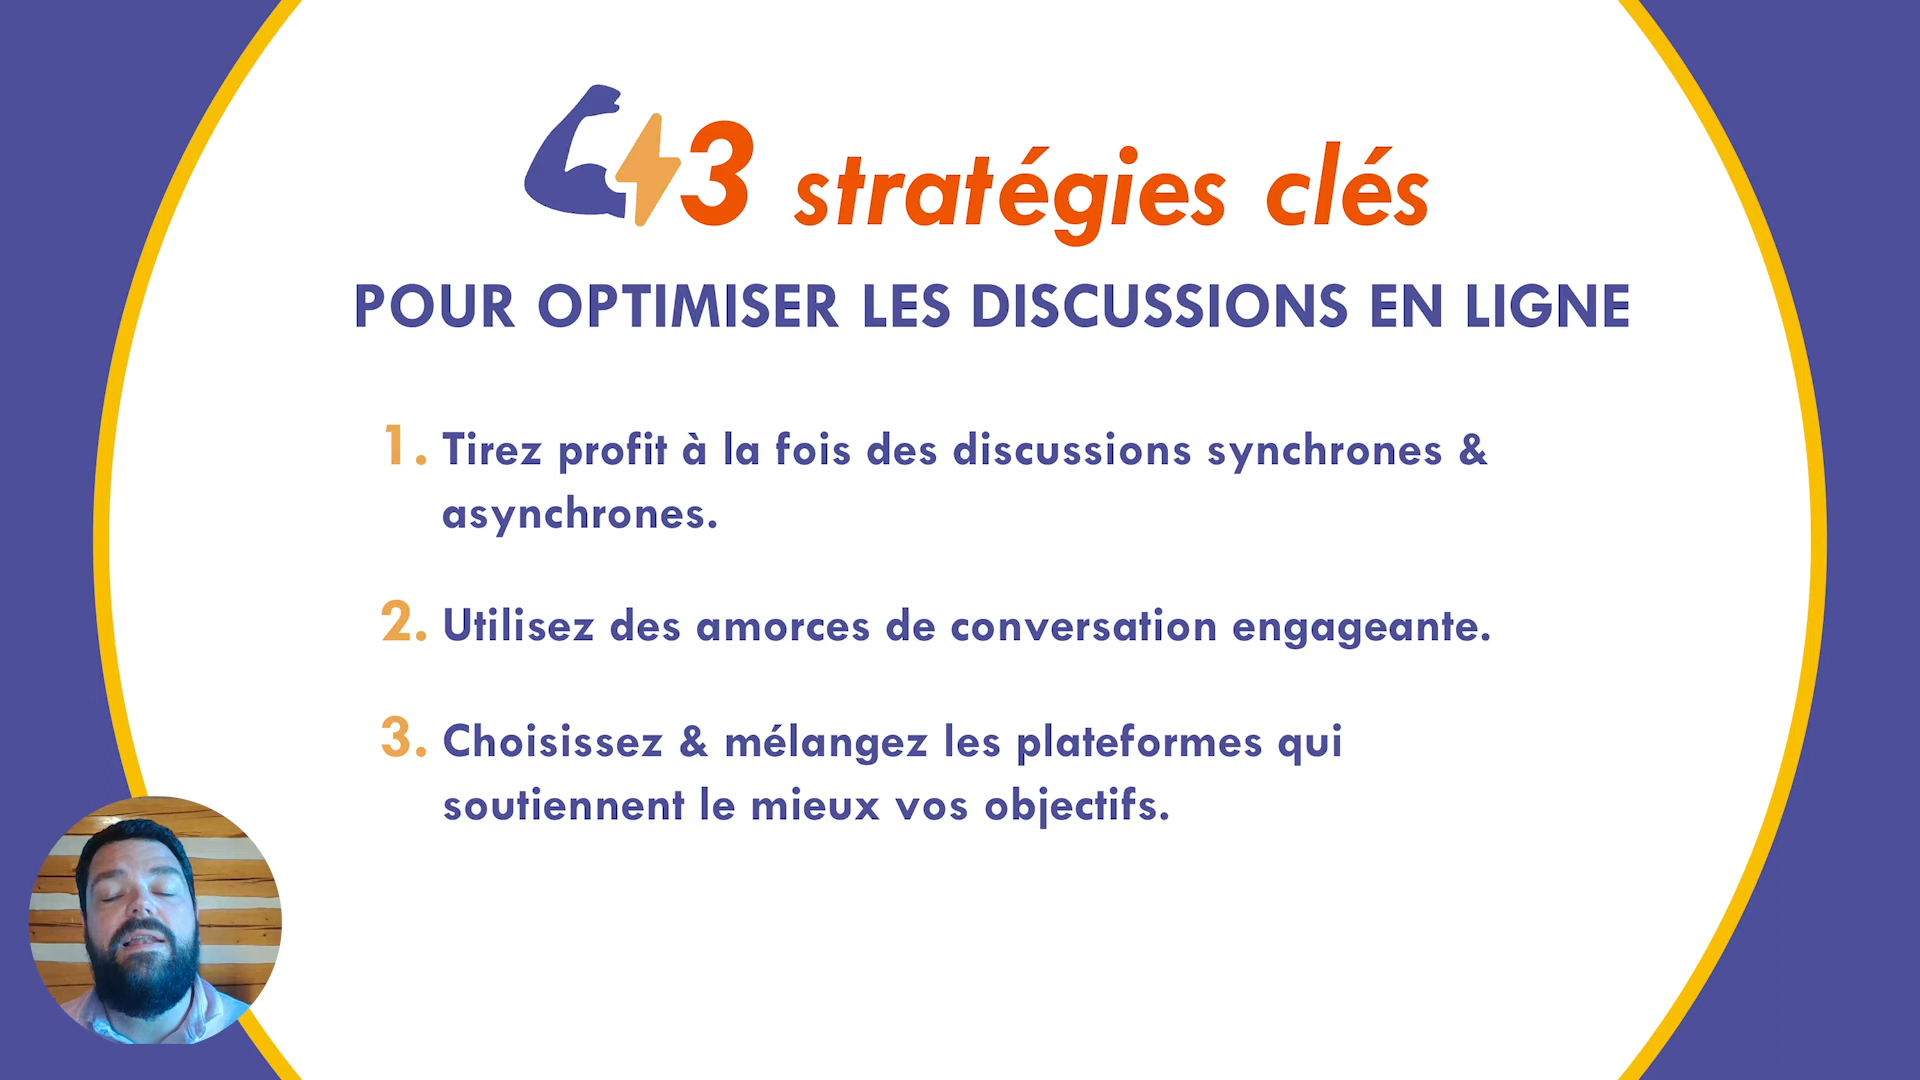 3 stratégies clés
POUR OPTIMISER LES DISCUSSIONS EN LIGNE
1. Tirez profit à la fois des discussions synchrones &
asynchrones.
2. Utilisez des amorces de conversation engageante.
3. Choisissez & mélangez les plateformes qui
soutiennent le mieux vos objectifs.